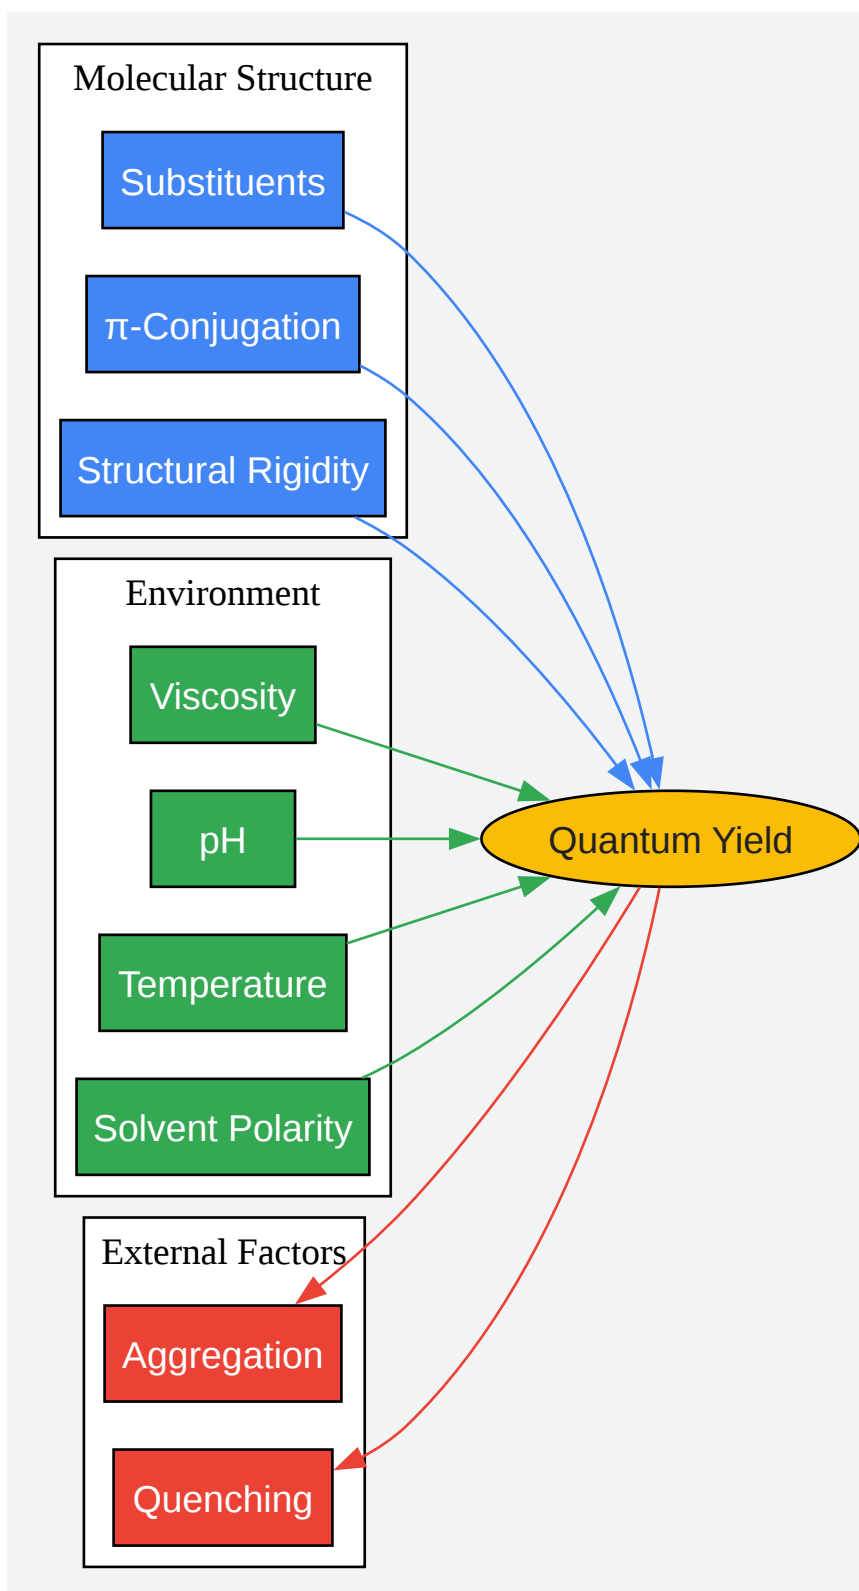 Molecular Structure
Substituents
π-Conjugation
Structural Rigidity
Environment
Viscosity
pH
Quantum Yield
Temperature
Solvent Polarity
External Factors
Aggregation
Quenching